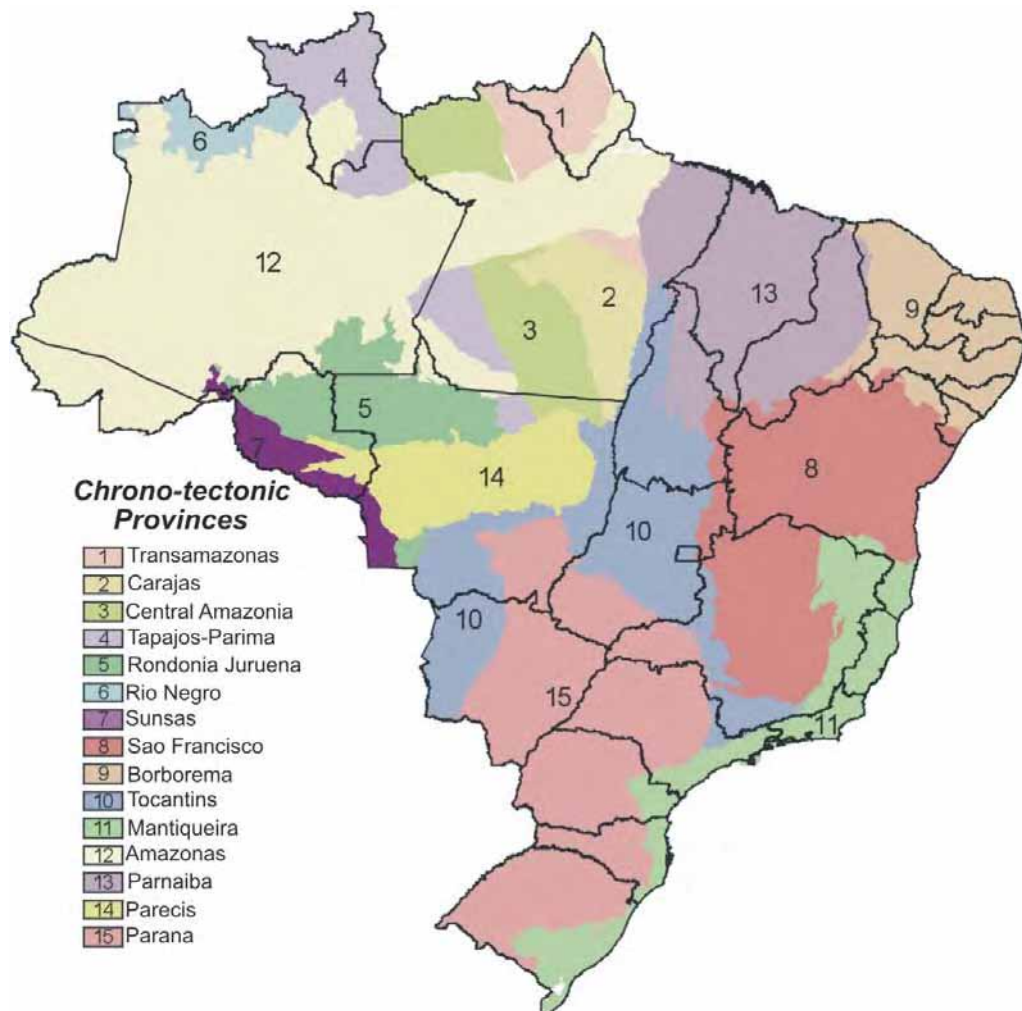 4
1
6
12
2
3
13
9
5
7
14
8
10
10
15
11
Chrono-tectonic
Provinces
1 Transamazonas
2 Carajas
3 Central Amazonia
4 Tapajos-Parima
5 Rondonia Juruena
6 Rio Negro
7 Sunsas
8 Sao Francisco
9 Borborema
10 Tocantins
11 Mantiqueira
12 Amazonas
13 Parnaiba
14 Parecis
15 Parana